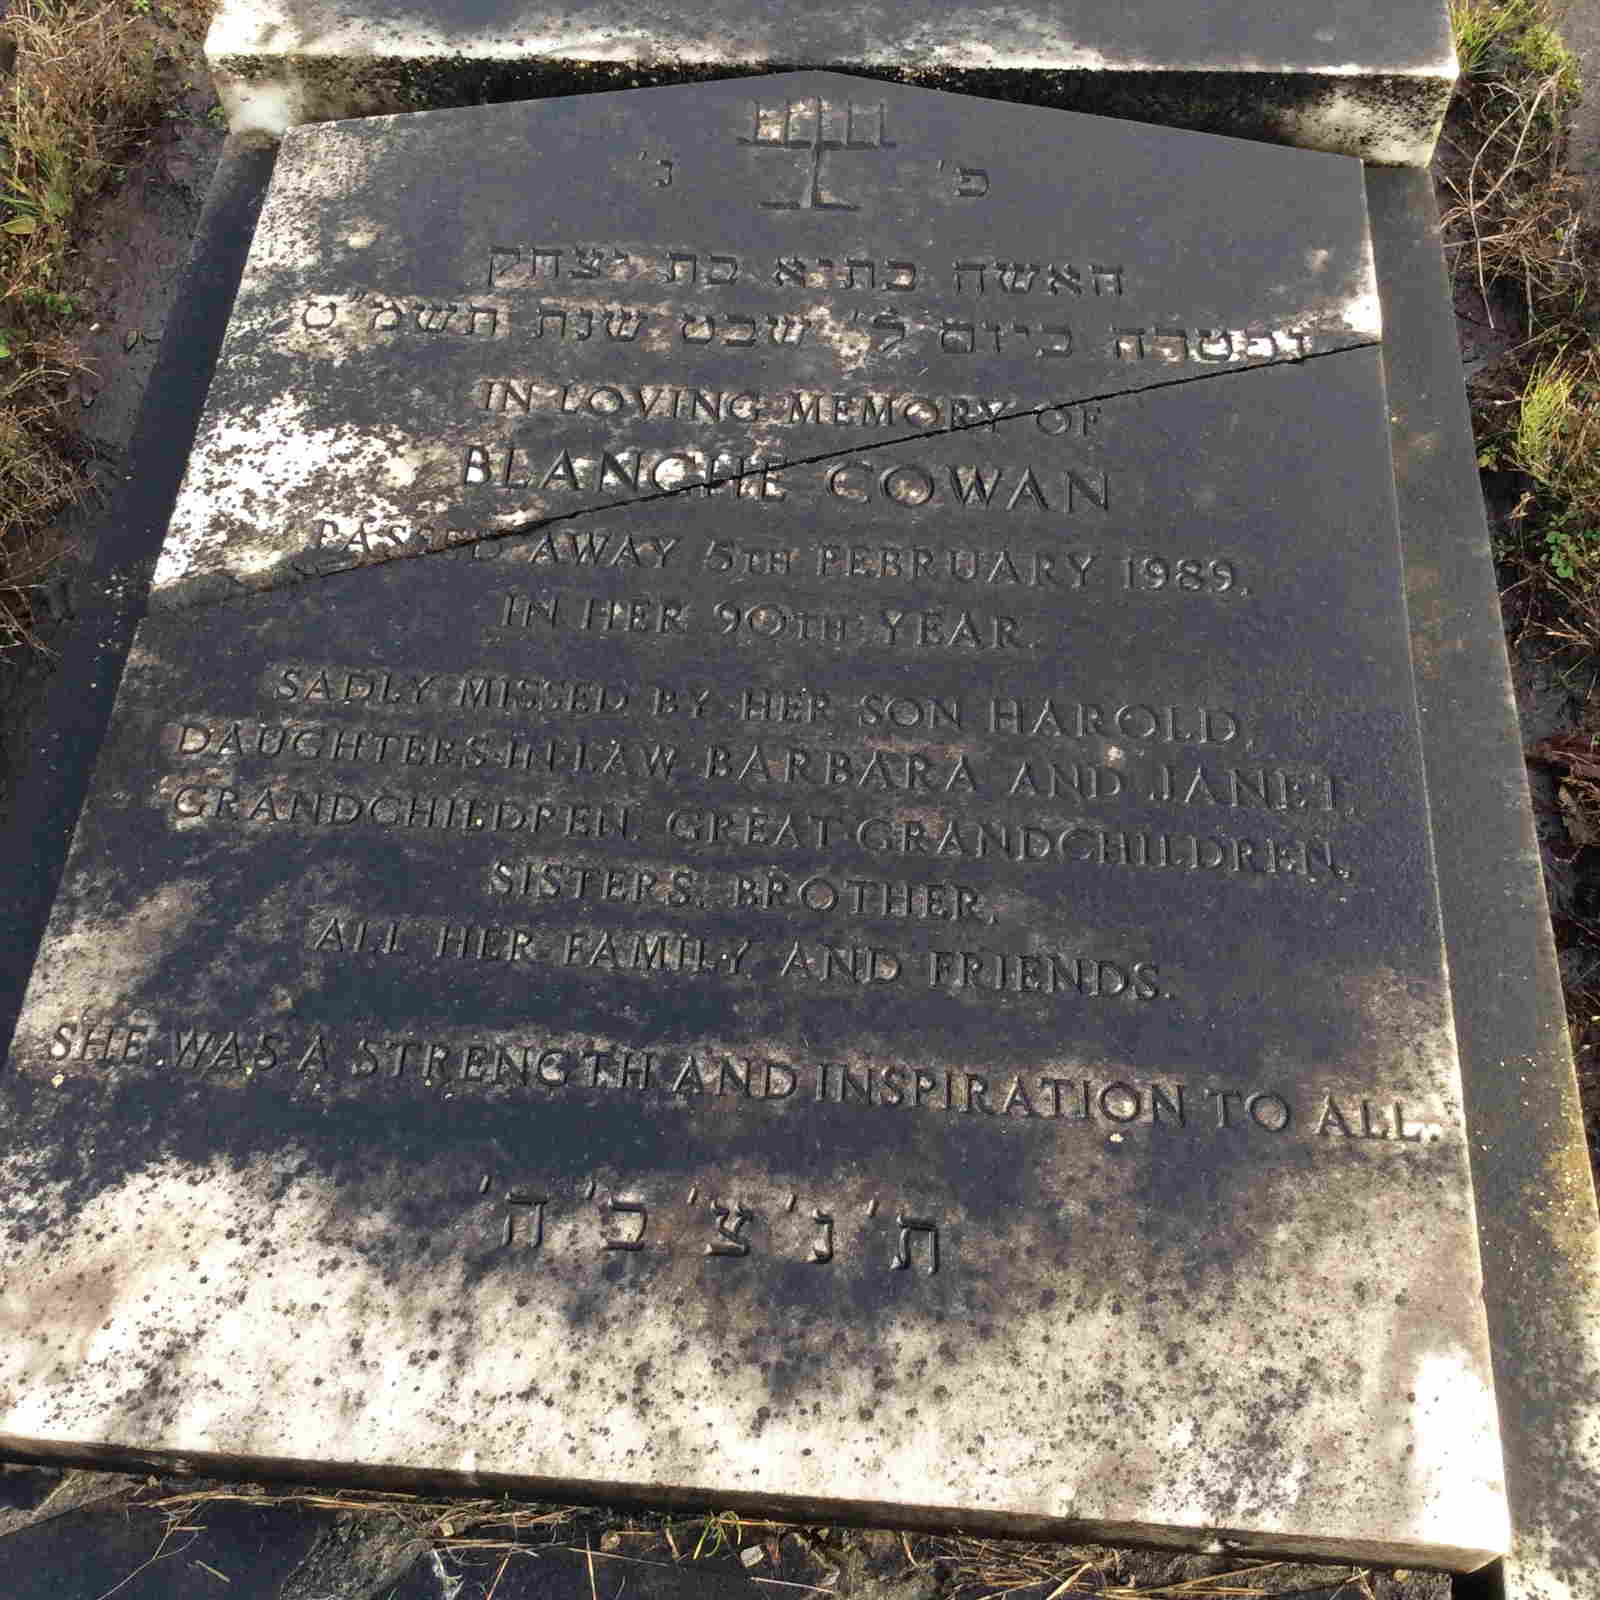 פ' נ'
האשה בתיא בת יצחק
נפטרה ביום ל' שבט שנת תשמ"ט
IN LOVING MEMORY OF
BLANCHE COWAN
PASSED AWAY 5TH FEBRUARY 1989.
IN HER 90TH YEAR.
SADLY MISSED BY HER SON HAROLD,
DAUGHTERS-IN-LAW BARBARA AND JANET,
GRANDCHILDREN, GREAT-GRANDCHILDREN,
SISTERS, BROTHER,
ALL HER FAMILY AND FRIENDS.
SHE WAS A STRENGTH AND INSPIRATION TO ALL.
ת' נ' צ' ב' ה'